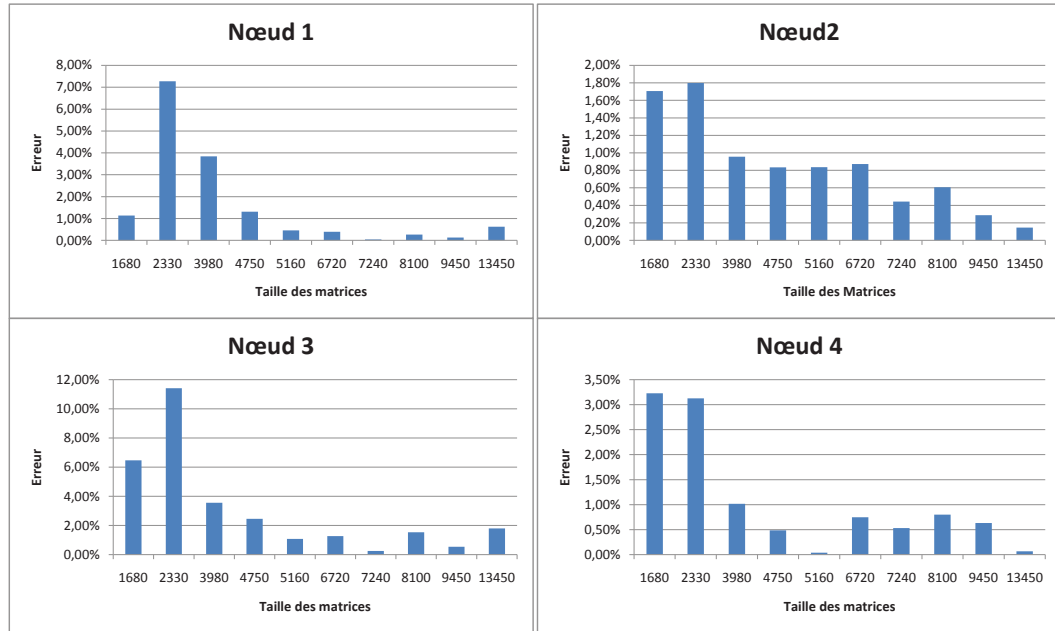 Nœud 1
8,00%
7,00%
6,00%
5,00%
4,00%
3,00%
2,00%
1,00%
0,00%
Erreur
1680 2330 3980 4750 5160 6720 7240 8100 9450 13450
Taille des matrices
Nœud2
2,00%
1,80%
1,60%
1,40%
1,20%
1,00%
0,80%
0,60%
0,40%
0,20%
0,00%
Erreur
1680 2330 3980 4750 5160 6720 7240 8100 9450 13450
Taille des Matrices
Nœud 3
12,00%
10,00%
8,00%
6,00%
4,00%
2,00%
0,00%
Erreur
1680 2330 3980 4750 5160 6720 7240 8100 9450 13450
Taille des matrices
Nœud 4
3,50%
3,00%
2,50%
2,00%
1,50%
1,00%
0,50%
0,00%
Erreur
1680 2330 3980 4750 5160 6720 7240 8100 9450 13450
Taille des matrices